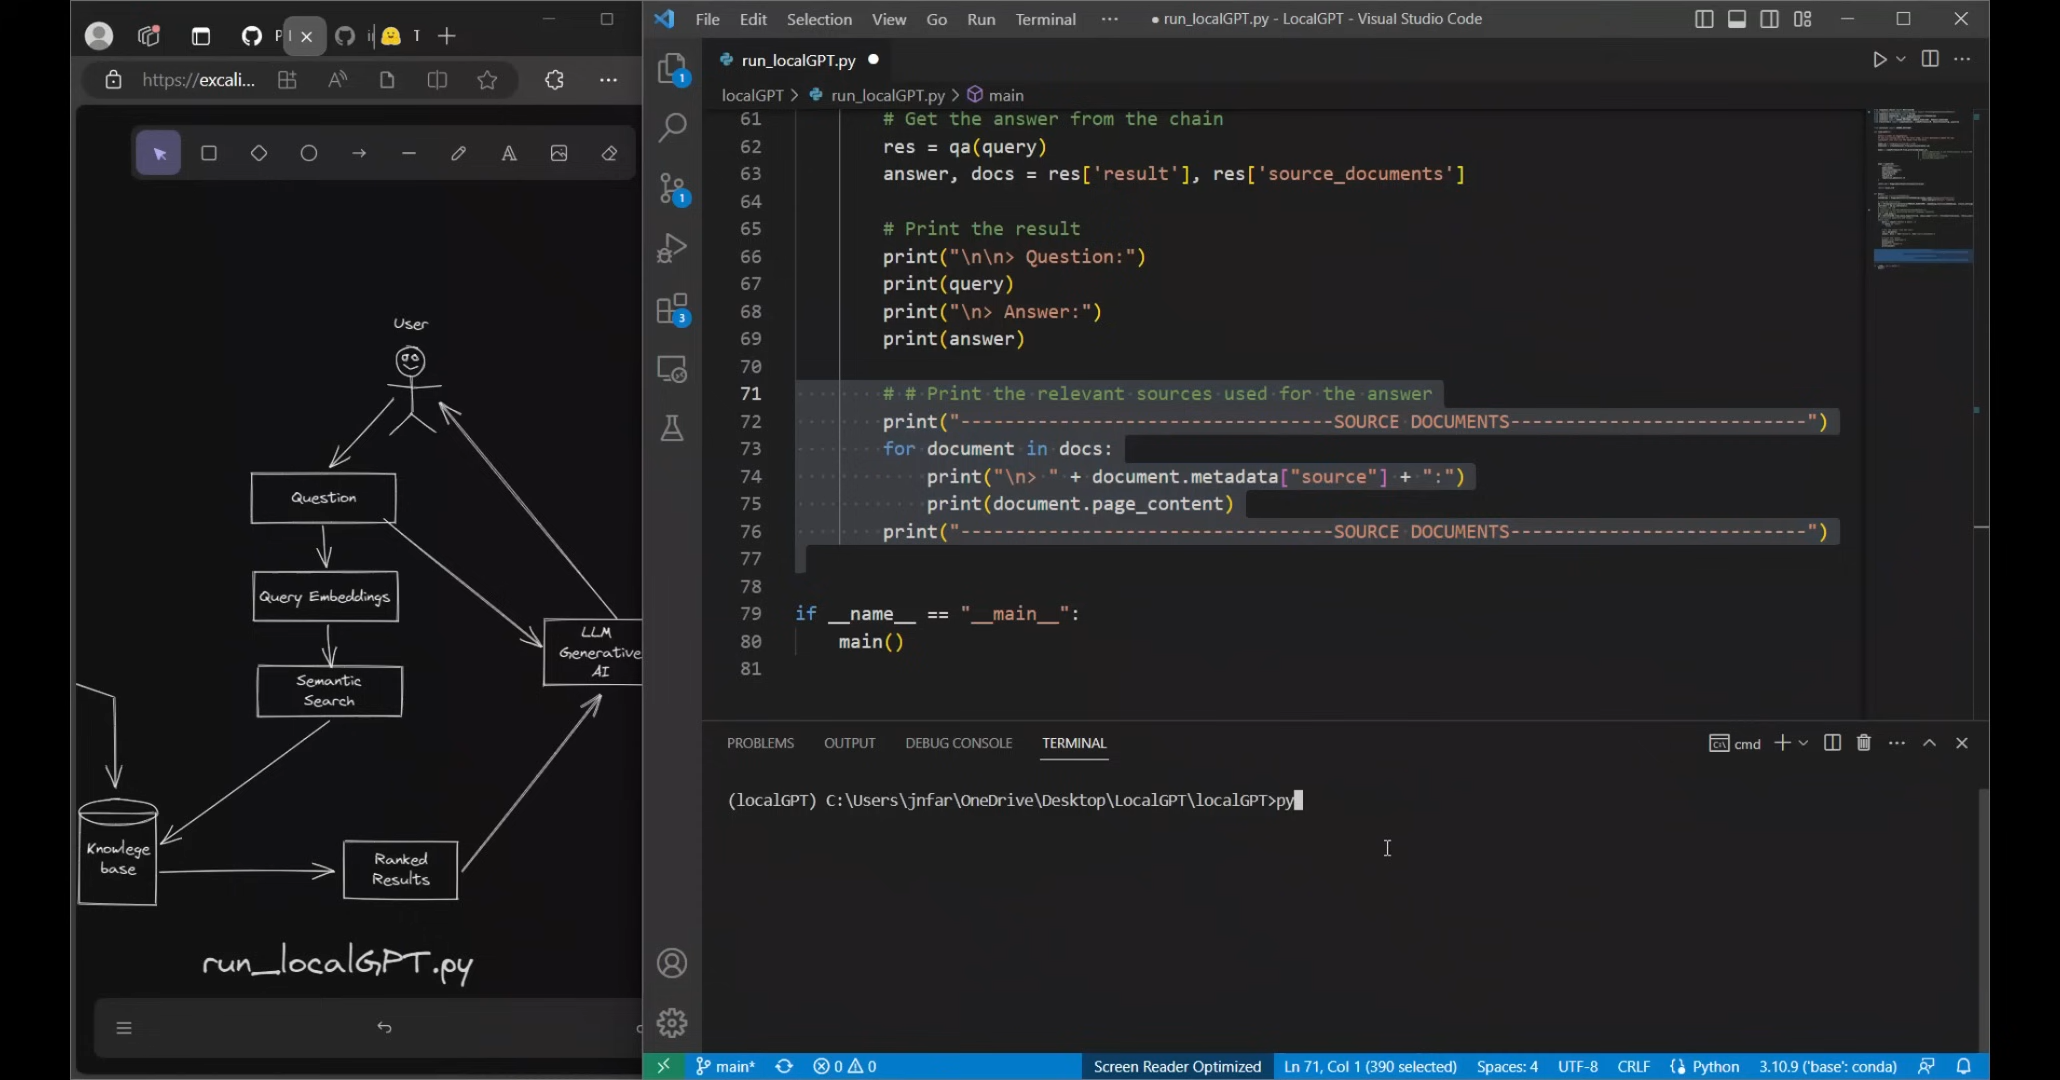 https://excali...
User
Question
Query Embeddings
Semantic
Search
LLM
Generative
AI
Knowlege
base
Ranked
Results
run_localGPT.py
File Edit Selection View Go Run Terminal ··· ● run_localGPT.py - LocalGPT - Visual Studio Code
run_localGPT.py
localGPT > run_localGPT.py > main
61 # Get the answer from the chain
62 res = qa(query)
63 answer, docs = res['result'], res['source_documents']
64
65 # Print the result
66 print("\n\n> Question:")
67 print(query)
68 print("\n> Answer:")
69 print(answer)
70
71 # # Print the relevant sources used for the answer
72 print("----------------------------------SOURCE DOCUMENTS---------------------------")
73 for document in docs:
74 print("\n> " + document.metadata["source"] + ":")
75 print(document.page_content)
76 print("----------------------------------SOURCE DOCUMENTS---------------------------")
77
78
79 if __name__ == "__main__":
80 main()
81
1
1
3
PROBLEMS OUTPUT DEBUG CONSOLE TERMINAL cmd
(localGPT) C:\Users\jnfar\OneDrive\Desktop\LocalGPT\localGPT>py
main* 0 0 Screen Reader Optimized Ln 71, Col 1 (390 selected) Spaces: 4 UTF-8 CRLF Python 3.10.9 ('base': conda)